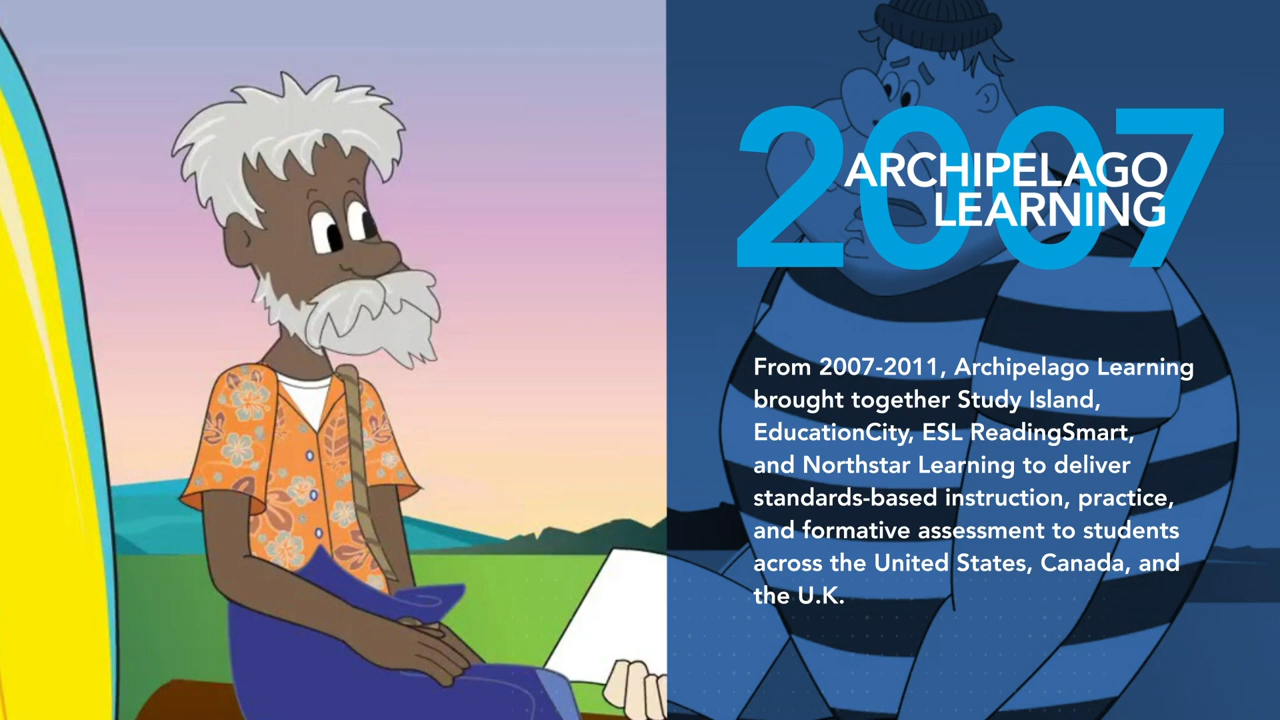 2007
ARCHIPELAGO
LEARNING
From 2007-2011, Archipelago Learning
brought together Study Island,
EducationCity, ESL ReadingSmart,
and Northstar Learning to deliver
standards-based instruction, practice,
and formative assessment to students
across the United States, Canada, and
the U.K.